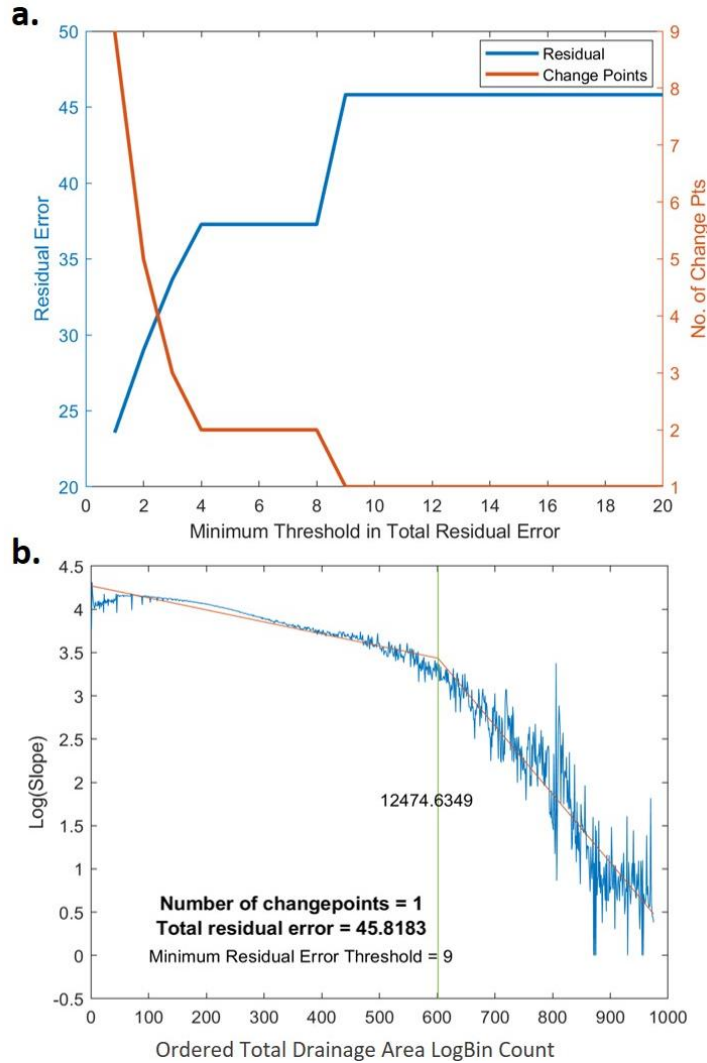 a.
50
45
40
35
30
25
20
Residual Error
Residual
Change Points
9
8
7
6
5
4
3
2
1
No. of Change Pts
0 2 4 6 8 10 12 14 16 18 20
Minimum Threshold in Total Residual Error
b.
4.5
4
3.5
3
2.5
2
1.5
1
0.5
0
-0.5
Log(Slope)
12474.6349
Number of changepoints = 1
Total residual error = 45.8183
Minimum Residual Error Threshold = 9
0 100 200 300 400 500 600 700 800 900 1000
Ordered Total Drainage Area LogBin Count